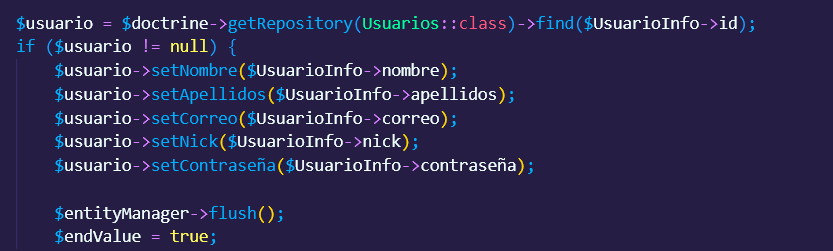 $usuario = $doctrine->getRepository(Usuarios::class)->find($UsuarioInfo->id);
if ($usuario != null) {
$usuario->setNombre($UsuarioInfo->nombre);
$usuario->setApellidos($UsuarioInfo->apellidos);
$usuario->setCorreo($UsuarioInfo->correo);
$usuario->setNick($UsuarioInfo->nick);
$usuario->setContraseña($UsuarioInfo->contraseña);
$entityManager->flush();
$endValue = true;